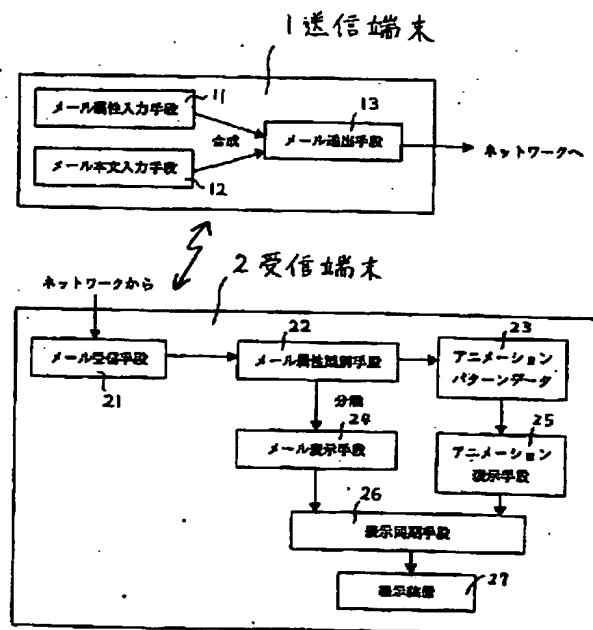 1 送信端末
メール属性入力手段
11
合成
メール送出手段
13
メール本文入力手段
12
ネットワークへ
2 受信端末
ネットワークから
メール受信手段
21
22
メール属性識別手段
23
アニメーション
パターンデータ
分離
24
メール表示手段
25
アニメーション
表示手段
26
表示同期手段
表示装置
27